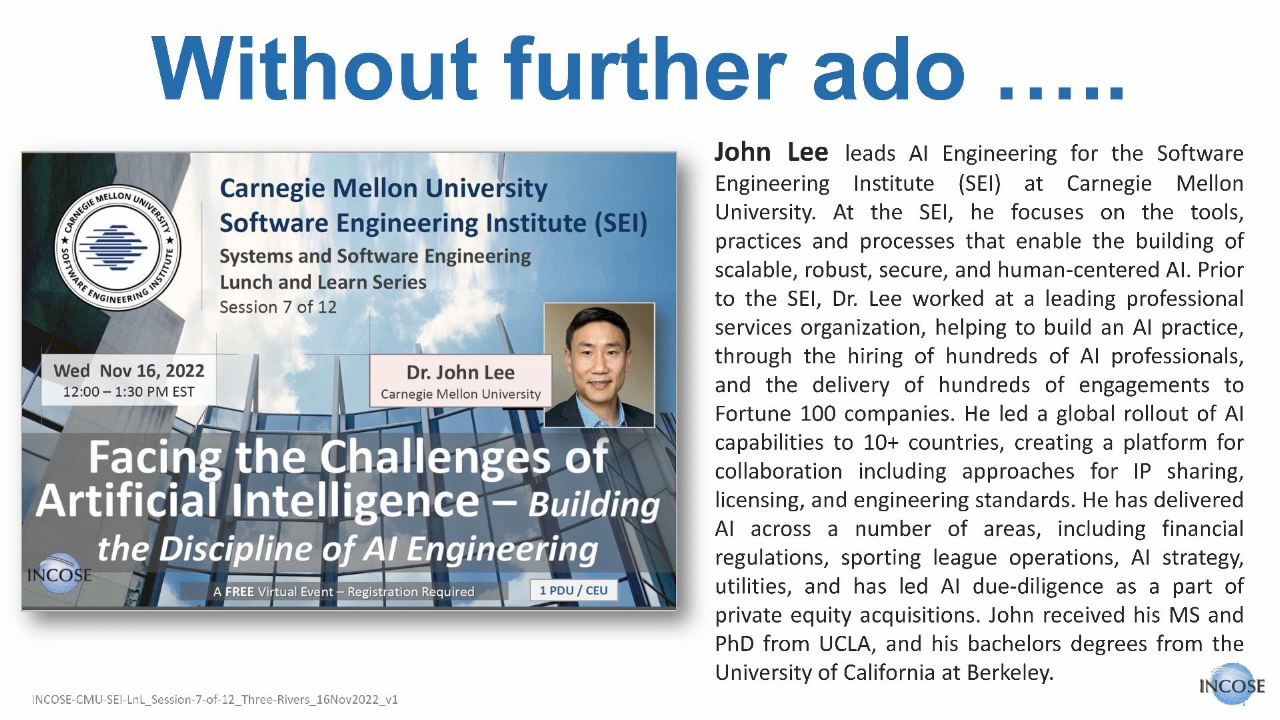 Without further ado …..
CARNEGIE MELLON UNIVERSITY
SOFTWARE ENGINEERING INSTITUTE
Carnegie Mellon University
Software Engineering Institute (SEI)
Systems and Software Engineering
Lunch and Learn Series
Session 7 of 12
Wed Nov 16, 2022
12:00 – 1:30 PM EST
Dr. John Lee
Carnegie Mellon University
Facing the Challenges of
Artificial Intelligence – Building
the Discipline of AI Engineering
INCOSE
A FREE Virtual Event – Registration Required
1 PDU / CEU
John Lee leads AI Engineering for the Software
Engineering Institute (SEI) at Carnegie Mellon
University. At the SEI, he focuses on the tools,
practices and processes that enable the building of
scalable, robust, secure, and human-centered AI. Prior
to the SEI, Dr. Lee worked at a leading professional
services organization, helping to build an AI practice,
through the hiring of hundreds of AI professionals,
and the delivery of hundreds of engagements to
Fortune 100 companies. He led a global rollout of AI
capabilities to 10+ countries, creating a platform for
collaboration including approaches for IP sharing,
licensing, and engineering standards. He has delivered
AI across a number of areas, including financial
regulations, sporting league operations, AI strategy,
utilities, and has led AI due-diligence as a part of
private equity acquisitions. John received his MS and
PhD from UCLA, and his bachelors degrees from the
University of California at Berkeley.
INCOSE-CMU-SEI-LnL_Session-7-of-12_Three-Rivers_16Nov2022_v1
INCOSE